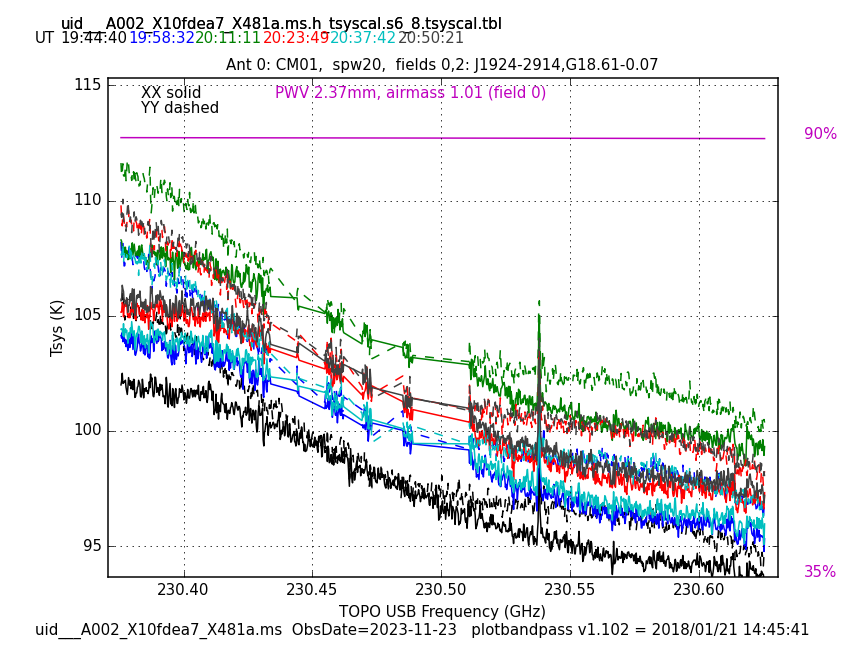 uid___A002_X10fdea7_X481a.ms.h_tsyscal.s6_8.tsyscal.tbl
UT 19:44:40 19:58:32 20:11:11 20:23:49 20:37:42 20:50:21
Ant 0: CM01,  spw20,  fields 0,2: J1924-2914,G18.61-0.07
115
XX solid
PWV 2.37mm, airmass 1.01 (field 0)
YY dashed
90%
110
105
Tsys (K)
100
95
35%
230.40 230.45 230.50 230.55 230.60
TOPO USB Frequency (GHz)
uid___A002_X10fdea7_X481a.ms  ObsDate=2023-11-23   plotbandpass v1.102 = 2018/01/21 14:45:41